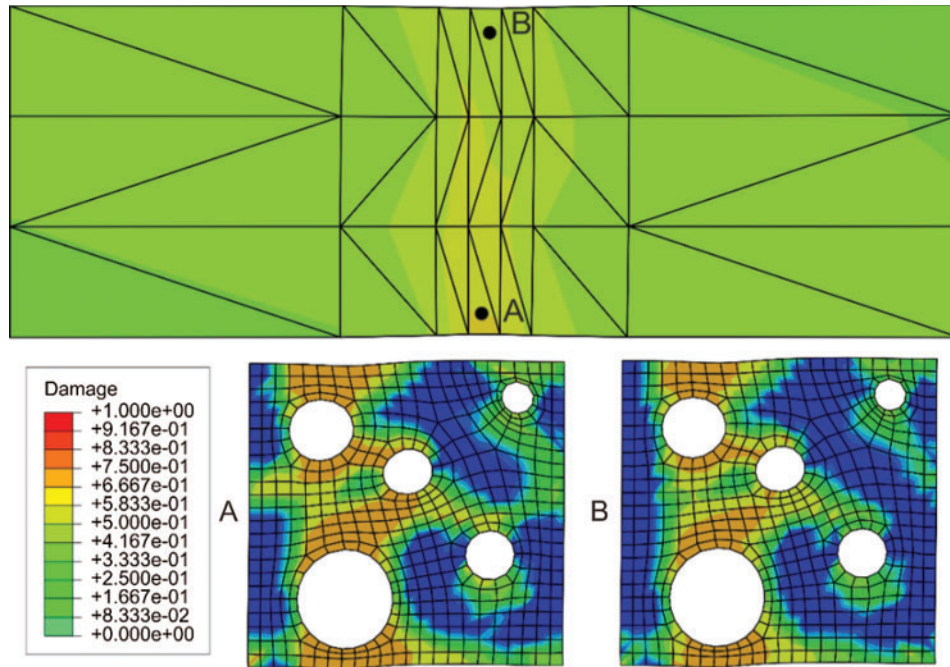 B
A
Damage
+1.000e+00
+9.167e-01
+8.333e-01
+7.500e-01
+6.667e-01
+5.833e-01
+5.000e-01
+4.167e-01
+3.333e-01
+2.500e-01
+1.667e-01
+8.333e-02
+0.000e+00
A
B